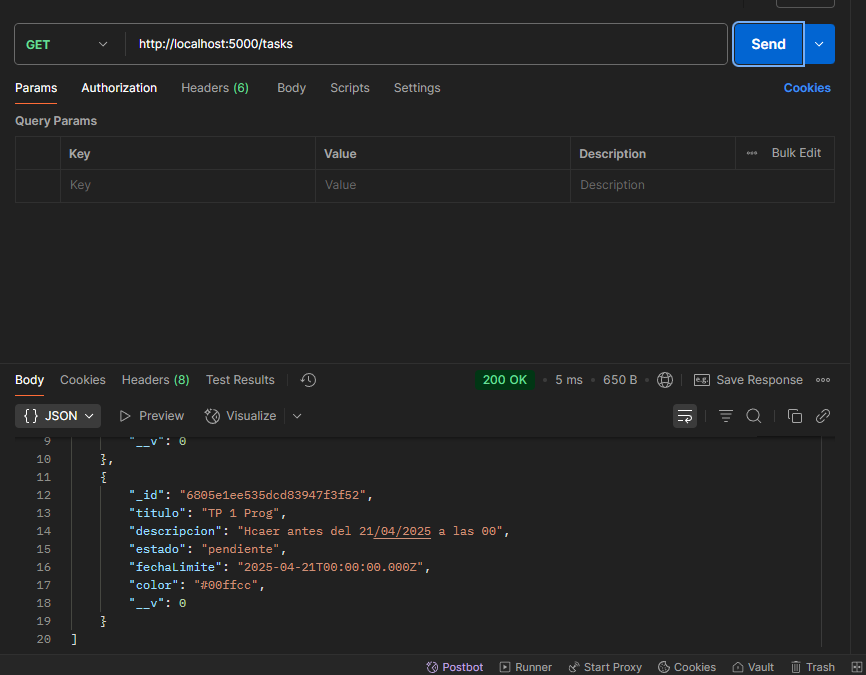 GET http://localhost:5000/tasks Send
Params Authorization Headers (6) Body Scripts Settings Cookies
Query Params
Key Value Description Bulk Edit
Key Value Description
Body Cookies Headers (8) Test Results 200 OK • 5 ms • 650 B • e.g. Save Response
{} JSON Preview Visualize
9 "__v": 0
10 },
11 {
12 "_id": "6805e1ee535dcd83947f3f52",
13 "titulo": "TP 1 Prog",
14 "descripcion": "Hcaer antes del 21/04/2025 a las 00",
15 "estado": "pendiente",
16 "fechaLimite": "2025-04-21T00:00:00.000Z",
17 "color": "#00ffcc",
18 "__v": 0
19 }
20 ]
Postbot Runner Start Proxy Cookies Vault Trash